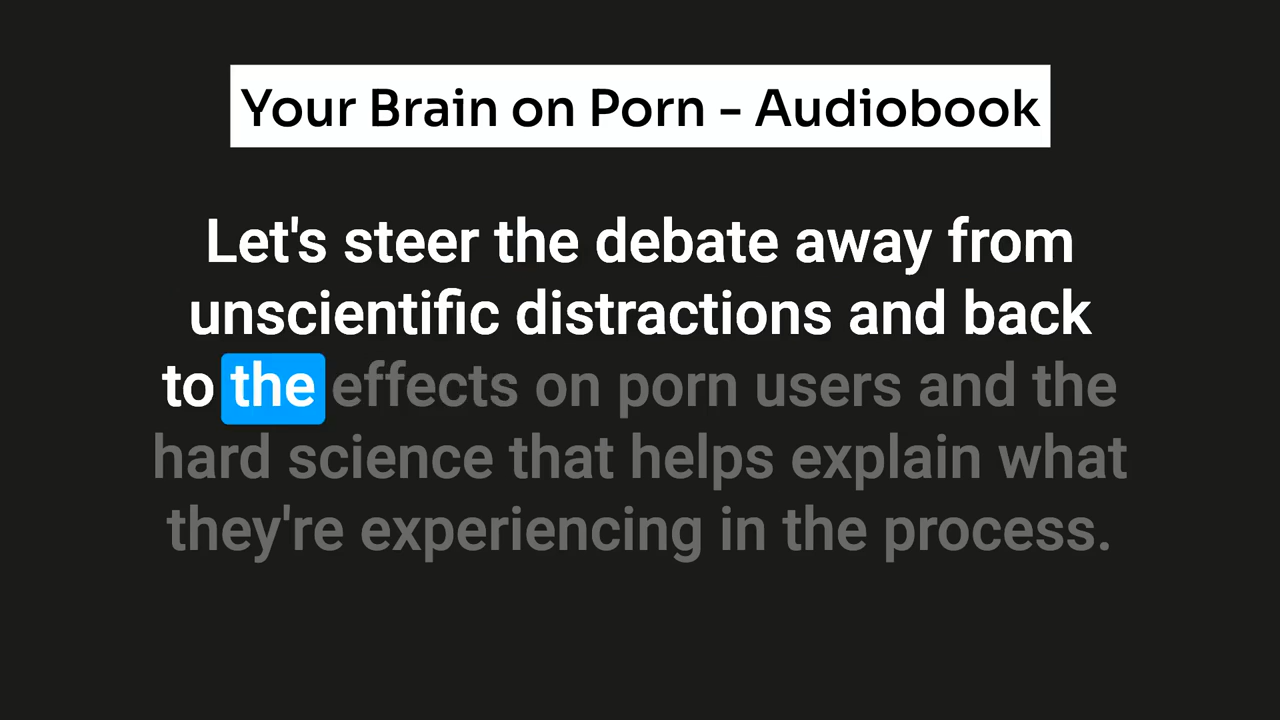 Your Brain on Porn - Audiobook
Let's steer the debate away from
unscientific distractions and back
to the effects on porn users and the
hard science that helps explain what
they're experiencing in the process.